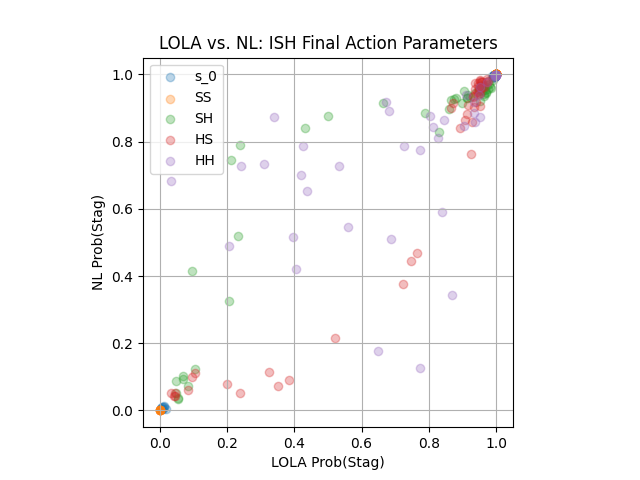 LOLA vs. NL: ISH Final Action Parameters
s_0
SS
SH
HS
HH
1.0
0.8
0.6
0.4
0.2
0.0
NL Prob(Stag)
0.0 0.2 0.4 0.6 0.8 1.0
LOLA Prob(Stag)